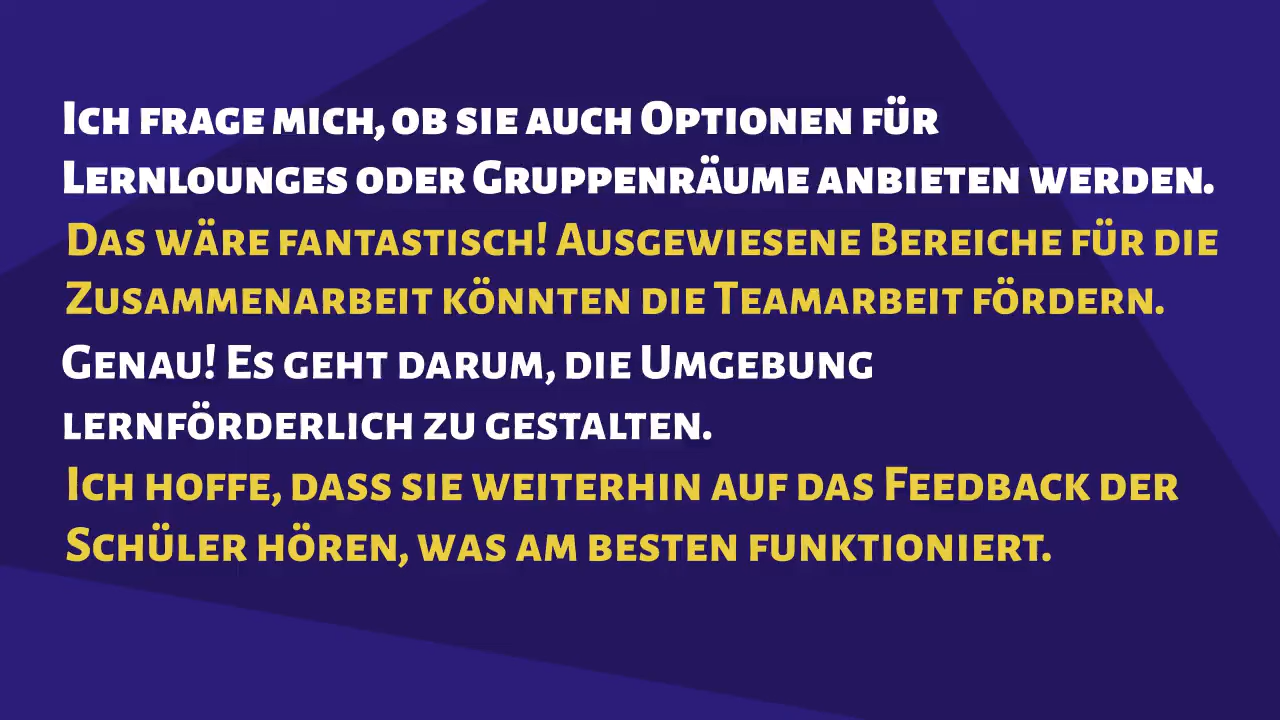 Ich frage mich, ob sie auch Optionen für
Lernlounges oder Gruppenräume anbieten werden.
Das wäre fantastisch! Ausgewiesene Bereiche für die
Zusammenarbeit könnten die Teamarbeit fördern.
Genau! Es geht darum, die Umgebung
lernförderlich zu gestalten.
Ich hoffe, dass sie weiterhin auf das Feedback der
Schüler hören, was am besten funktioniert.